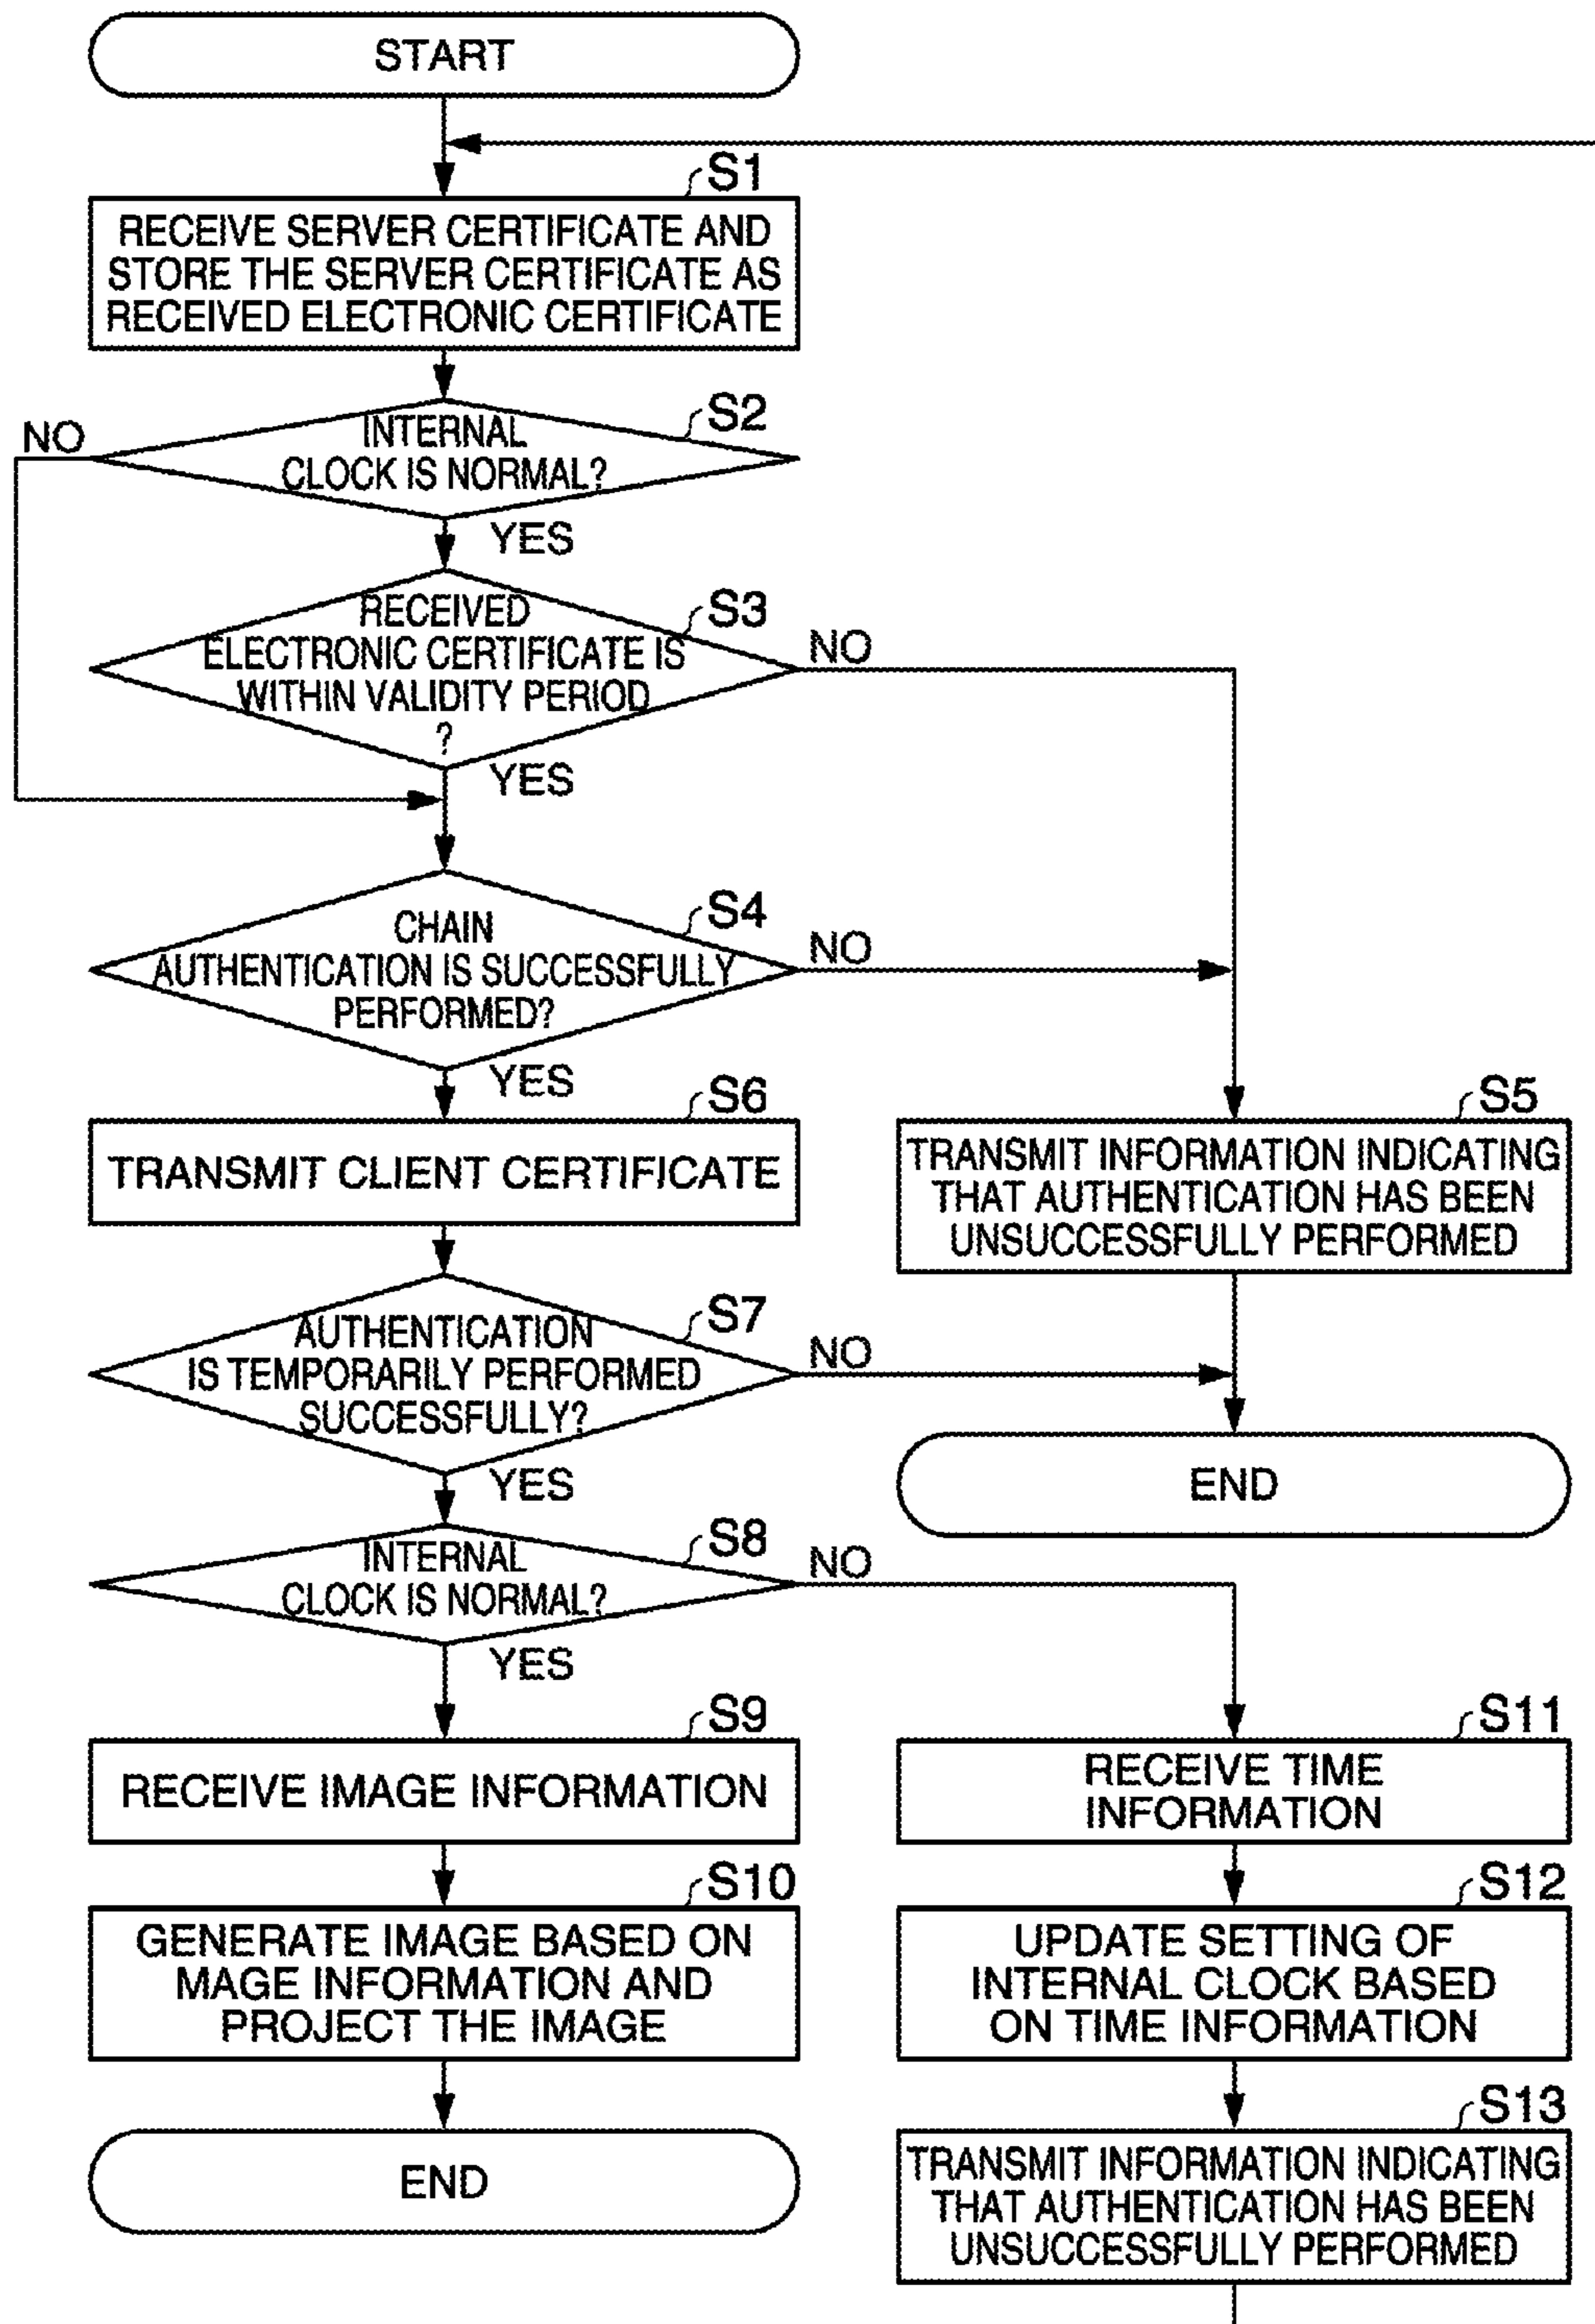 START
S1
RECEIVE SERVER CERTIFICATE AND
STORE THE SERVER CERTIFICATE AS
RECEIVED ELECTRONIC CERTIFICATE
S2
NO
INTERNAL
CLOCK IS NORMAL?
YES
S3
RECEIVED
ELECTRONIC CERTIFICATE IS
WITHIN VALIDITY PERIOD
?
NO
YES
S4
CHAIN
AUTHENTICATION IS SUCCESSFULLY
PERFORMED?
NO
YES
S6
TRANSMIT CLIENT CERTIFICATE
S5
TRANSMIT INFORMATION INDICATING
THAT AUTHENTICATION HAS BEEN
UNSUCCESSFULLY PERFORMED
S7
AUTHENTICATION
IS TEMPORARILY PERFORMED
SUCCESSFULLY?
NO
YES
END
S8
INTERNAL
CLOCK IS NORMAL?
NO
YES
S9
RECEIVE IMAGE INFORMATION
S11
RECEIVE TIME
INFORMATION
S10
GENERATE IMAGE BASED ON
MAGE INFORMATION AND
PROJECT THE IMAGE
S12
UPDATE SETTING OF
INTERNAL CLOCK BASED
ON TIME INFORMATION
END
S13
TRANSMIT INFORMATION INDICATING
THAT AUTHENTICATION HAS BEEN
UNSUCCESSFULLY PERFORMED